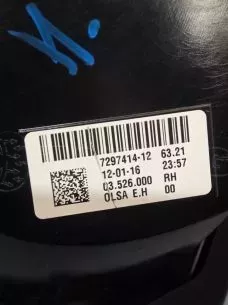 7297414-12 63.21
12-01-16 23:57
03.526.000 RH
OLSA E.H 00